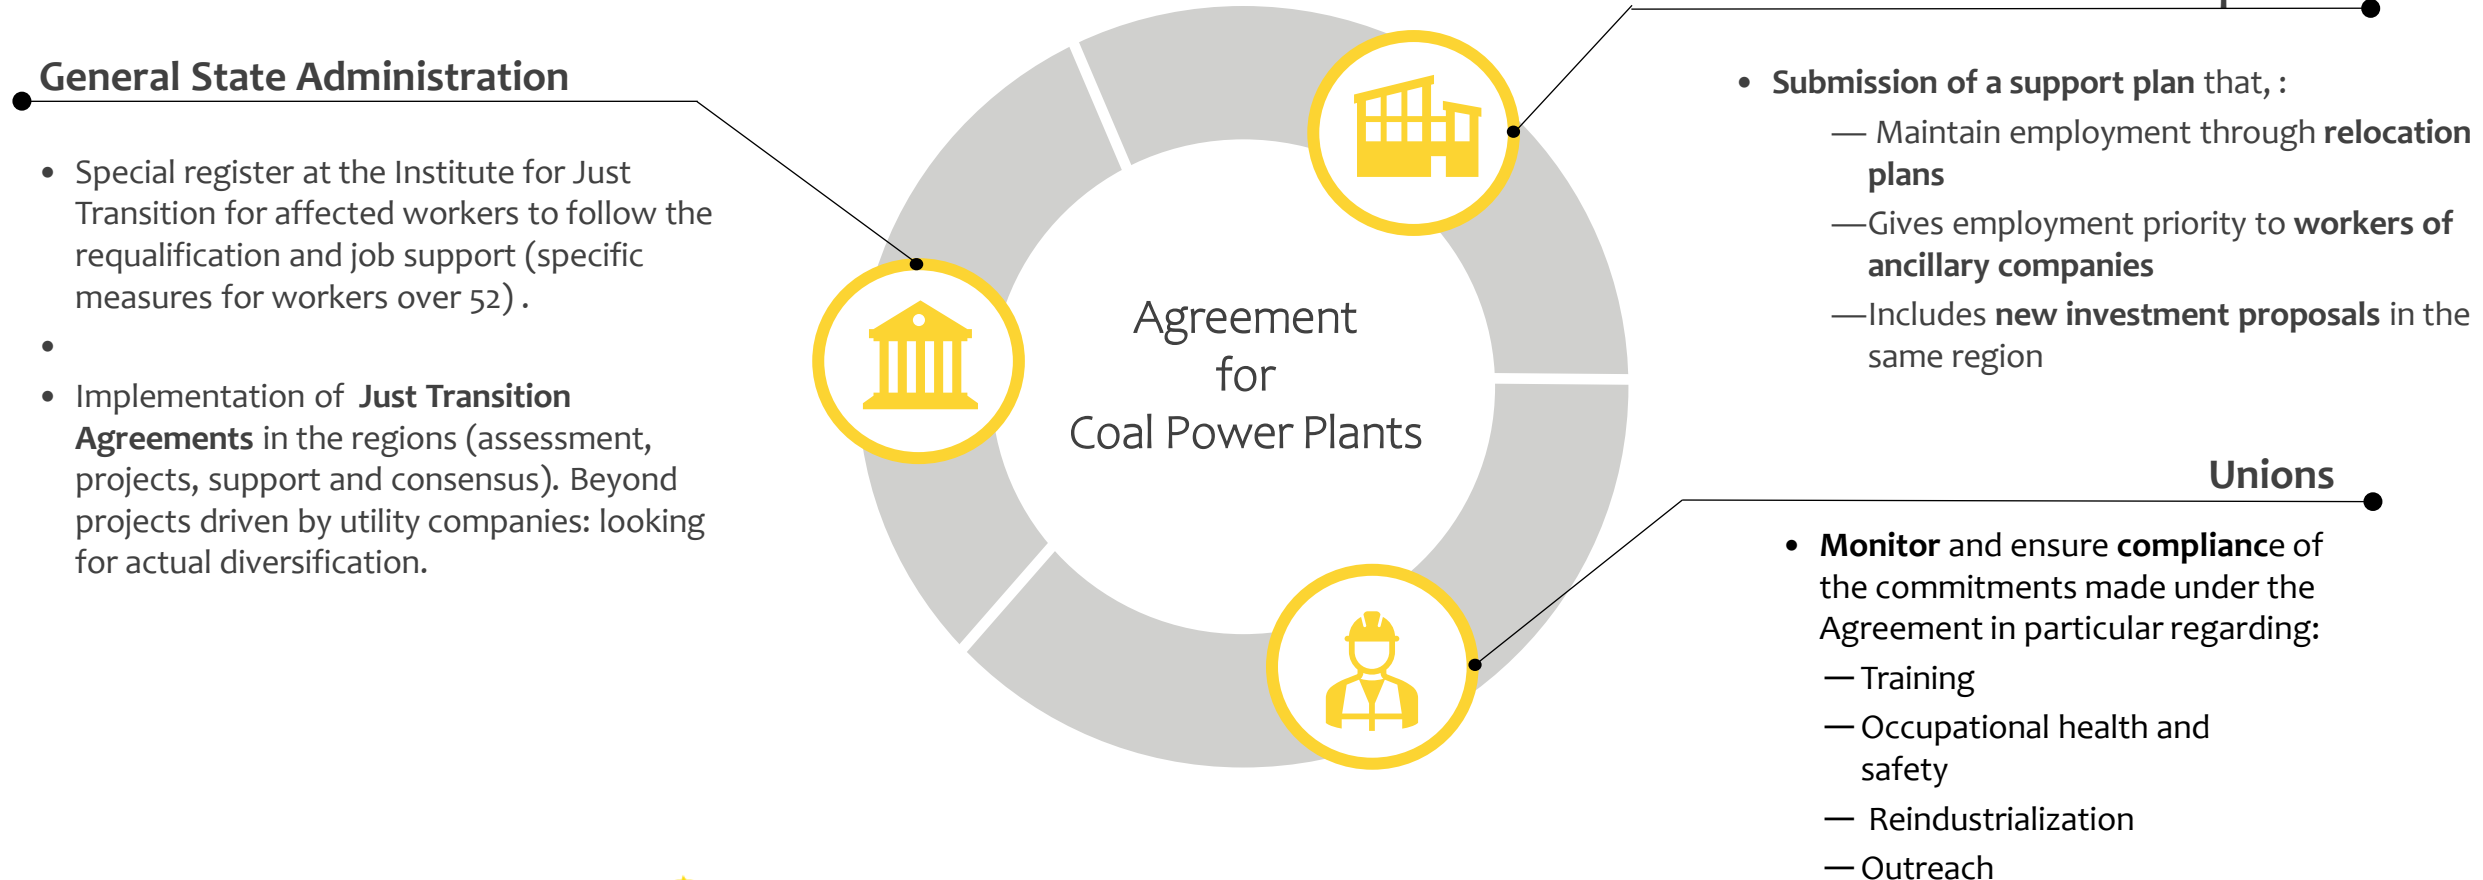 General State Administration
• Special register at the Institute for Just
Transition for affected workers to follow the
requalification and job support (specific
measures for workers over 52) .
•
• Implementation of Just Transition
Agreements in the regions (assessment,
projects, support and consensus). Beyond
projects driven by utility companies: looking
for actual diversification.
Agreement
for
Coal Power Plants
• Submission of a support plan that, :
— Maintain employment through relocation
plans
—Gives employment priority to workers of
ancillary companies
—Includes new investment proposals in the
same region
Unions
• Monitor and ensure compliance of
the commitments made under the
Agreement in particular regarding:
— Training
— Occupational health and
safety
— Reindustrialization
— Outreach